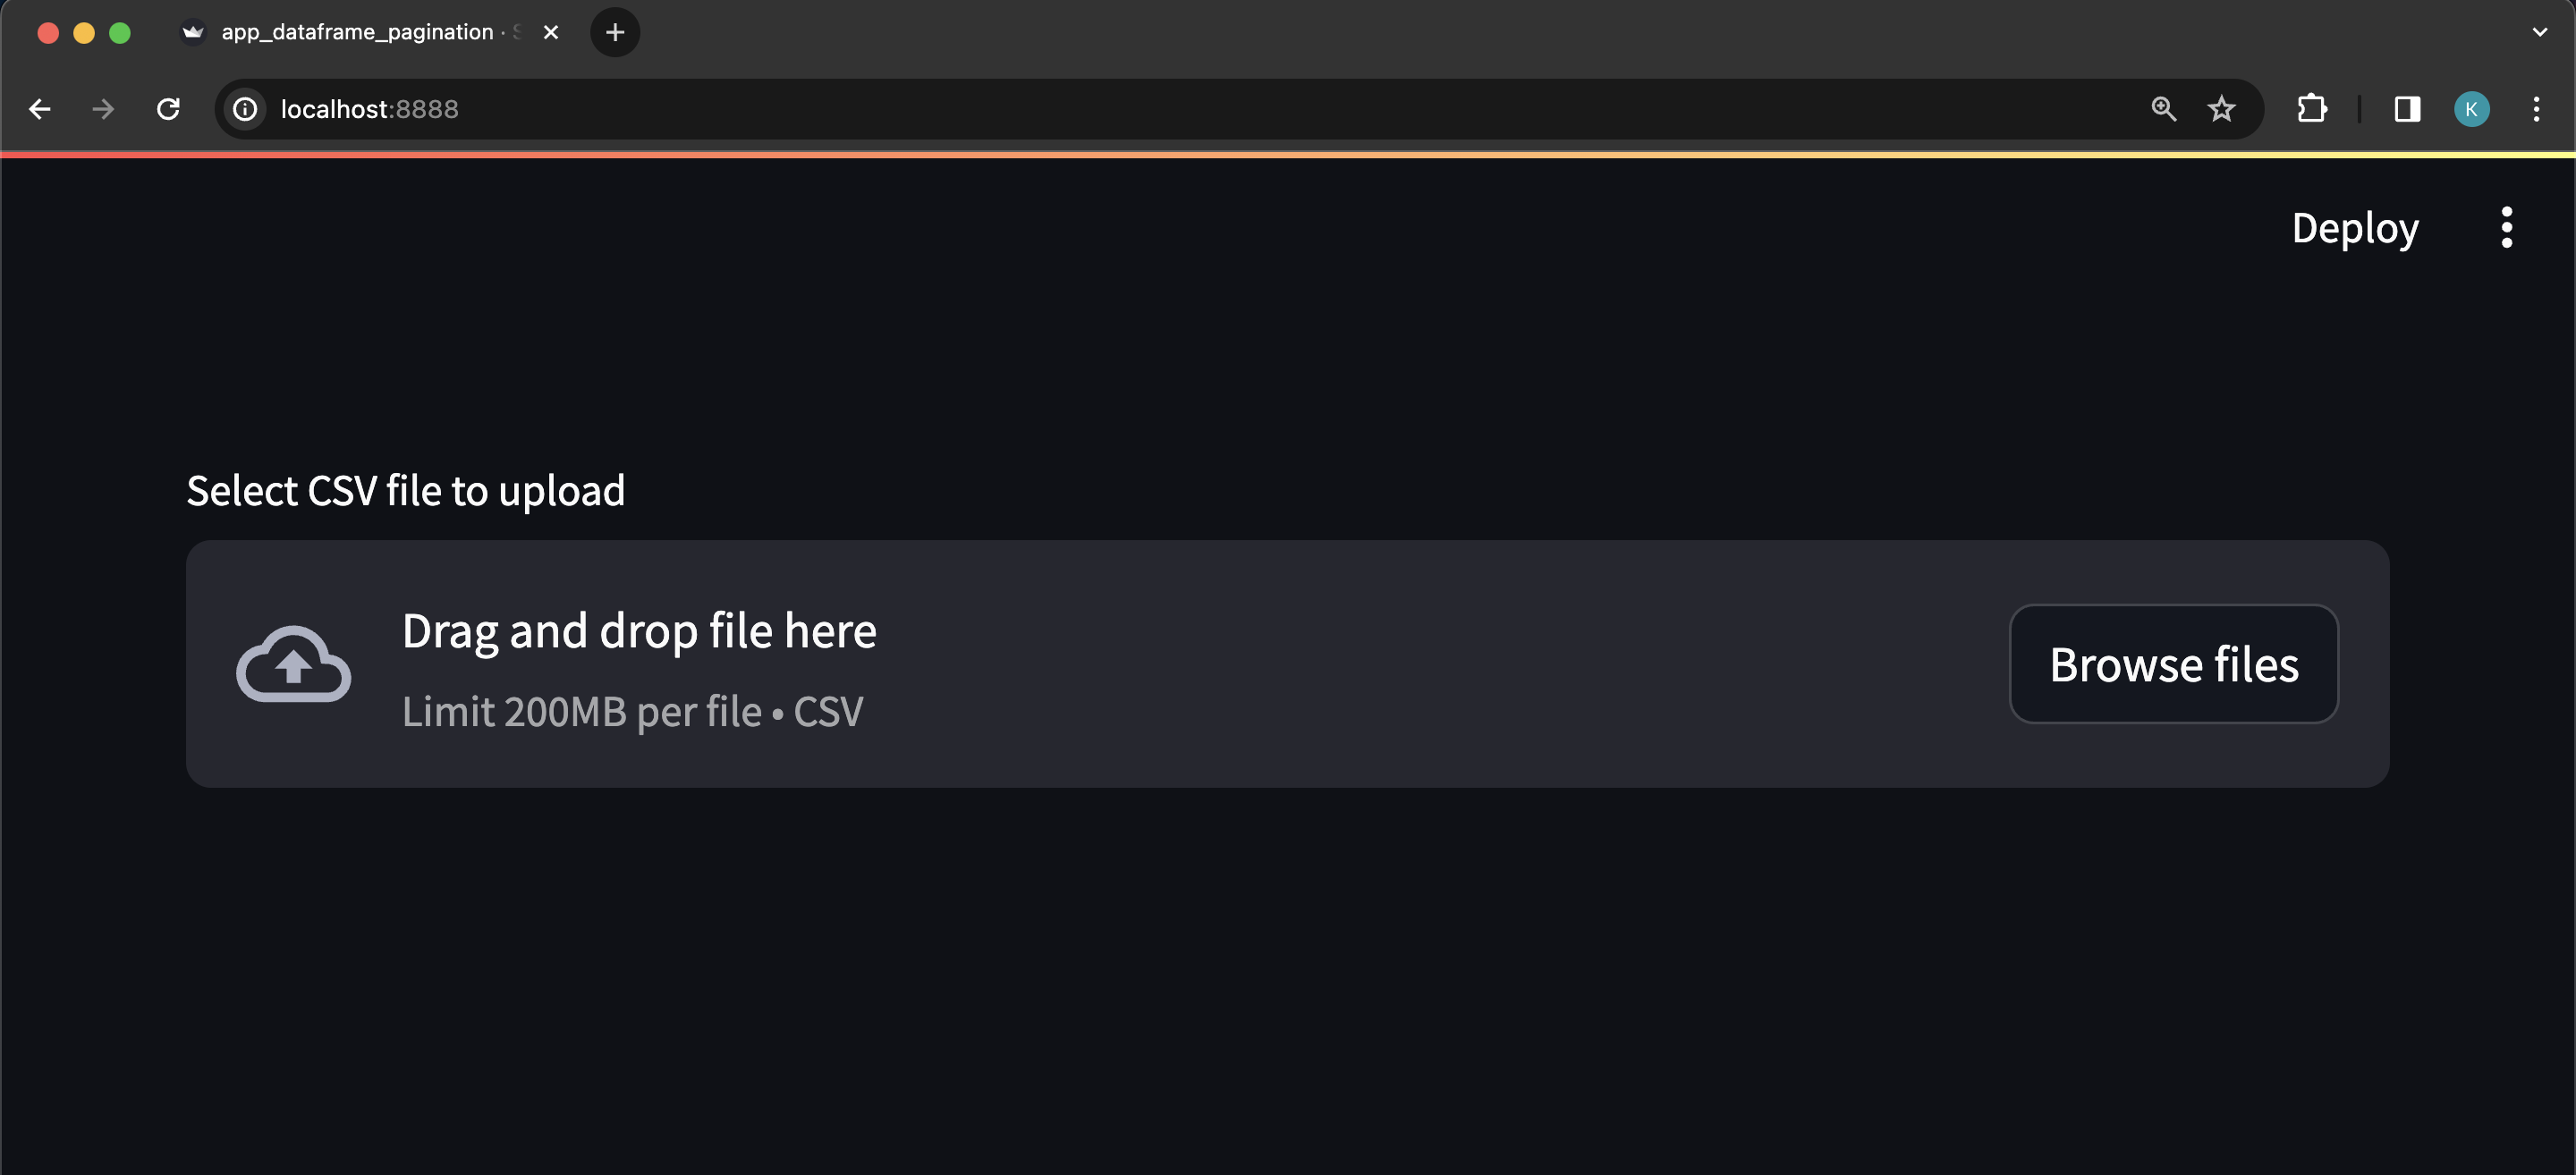 app_dataframe_pagination ·
localhost:8888
K
Deploy
Select CSV file to upload
Drag and drop file here
Limit 200MB per file • CSV
Browse files